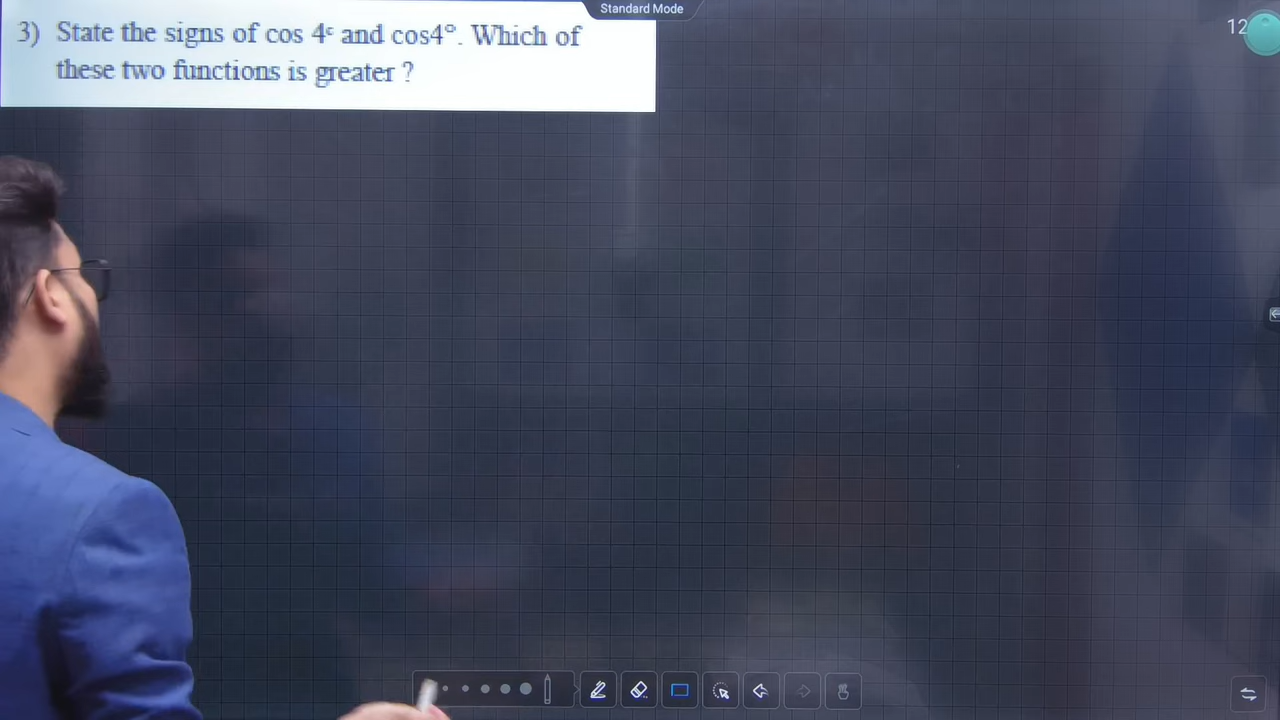 Standard Mode
12
3) State the signs of cos 4ᶜ and cos4°. Which of
these two functions is greater ?